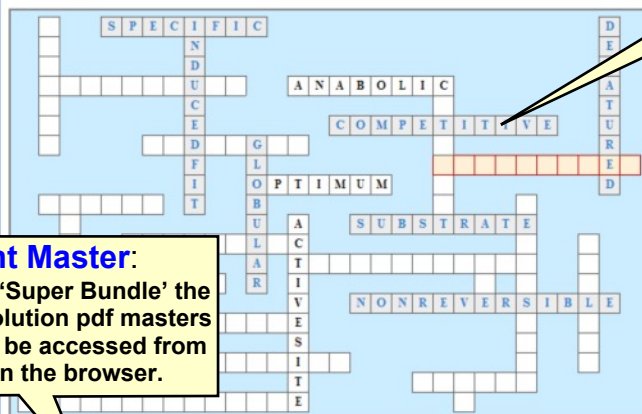 SPECIFIC
INDUCEDFIT
DENATURED
ANABOLIC
COMPETITIVE
GLOBULAR
OPTIMUM
ACTIVESITE
SUBSTRATE
NONREVERSIBLE
nt Master:
'Super Bundle' the
olution pdf masters
be accessed from
n the browser.